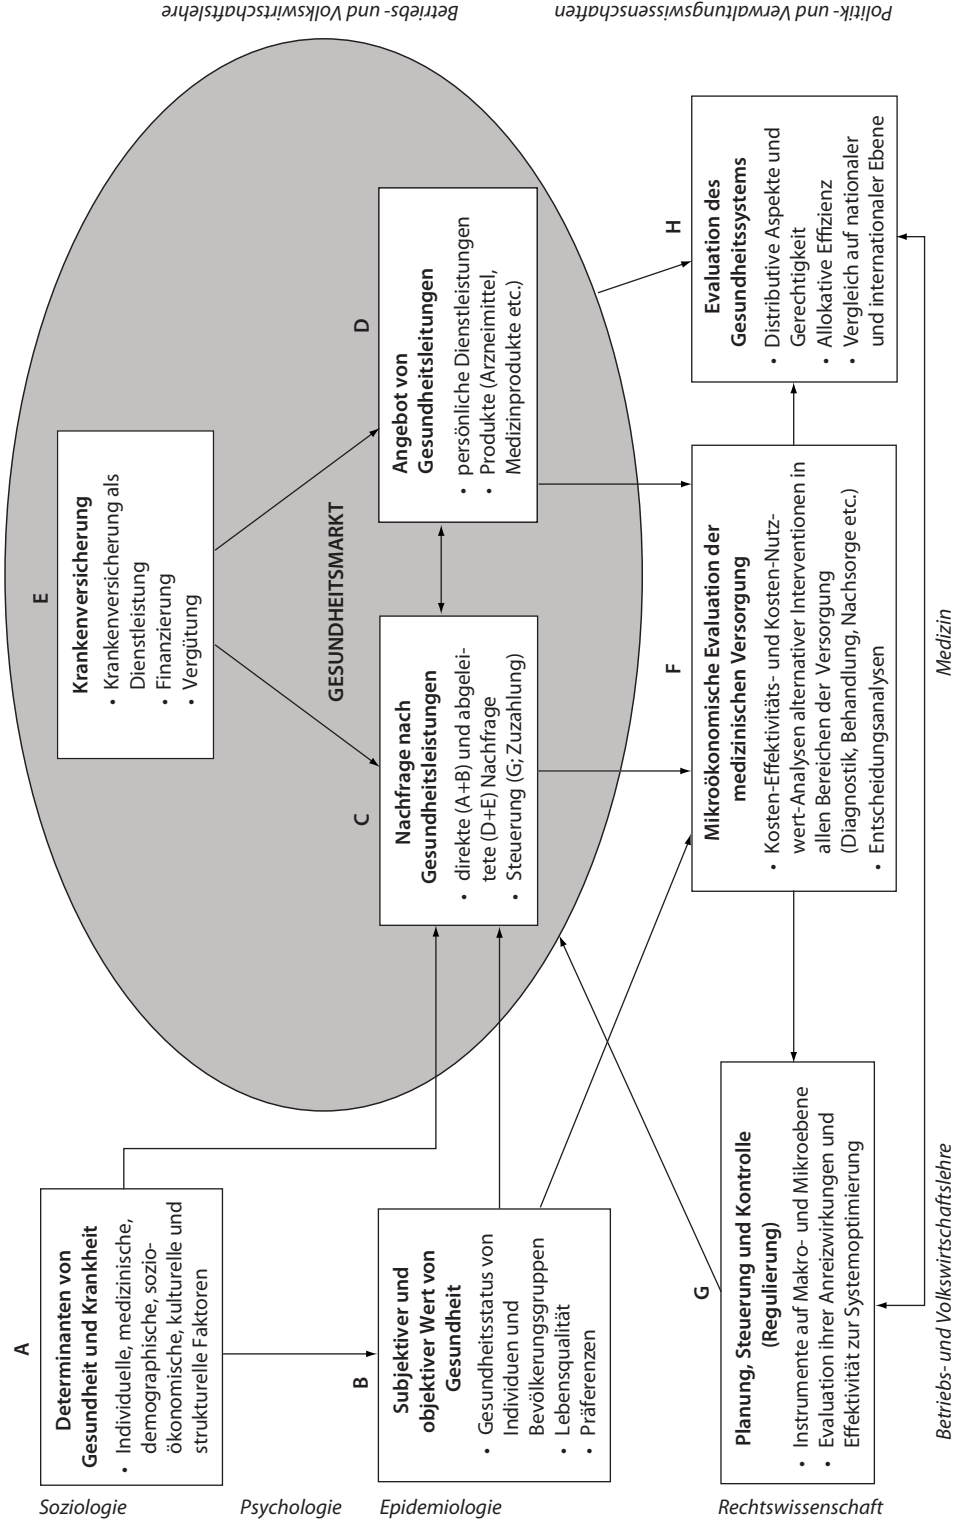 A
Determinanten von
Gesundheit und Krankheit
• Individuelle, medizinische,
demographische, sozio-
ökonomische, kulturelle und
strukturelle Faktoren
B
Subjektiver und
objektiver Wert von
Gesundheit
• Gesundheitsstatus von
Individuen und
Bevölkerungsgruppen
• Lebensqualität
• Präferenzen
E
Krankenversicherung
• Krankenversicherung als
Dienstleistung
• Finanzierung
• Vergütung
GESUNDHEITSMARKT
C
Nachfrage nach
Gesundheitsleistungen
• direkte (A+B) und abgelei-
tete (D+E) Nachfrage
• Steuerung (G; Zuzahlung)
D
Angebot von
Gesundheitsleitungen
• persönliche Dienstleistungen
• Produkte (Arzneimittel,
Medizinprodukte etc.)
G
Planung, Steuerung und Kontrolle
(Regulierung)
• Instrumente auf Makro- und Mikroebene
• Evaluation ihrer Anreizwirkungen und
Effektivität zur Systemoptimierung
F
Mikroökonomische Evaluation der
medizinischen Versorgung
• Kosten-Effektivitäts- und Kosten-Nutz-
wert-Analysen alternativer Interventionen in
allen Bereichen der Versorgung
(Diagnostik, Behandlung, Nachsorge etc.)
• Entscheidungsanalysen
H
Evaluation des
Gesundheitssystems
• Distributive Aspekte und
Gerechtigkeit
• Allokative Effizienz
• Vergleich auf nationaler
und internationaler Ebene
Soziologie
Psychologie
Epidemiologie
Rechtswissenschaft
Betriebs- und Volkswirtschaftslehre
Medizin
Betriebs- und Volkswirtschaftslehre
Politik- und Verwaltungswissenschaften